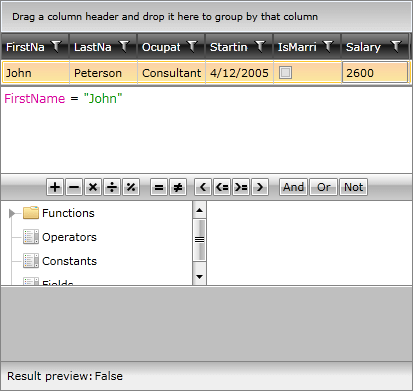 Drag a column header and drop it here to group by that column
FirstNa LastNa Ocupat Startin IsMarri Salary
John Peterson Consultant 4/12/2005 2600
FirstName = "John"
+ − × ÷ % = ≠ < <= >= > And Or Not
Functions
Operators
Constants
Fields
Result preview: False